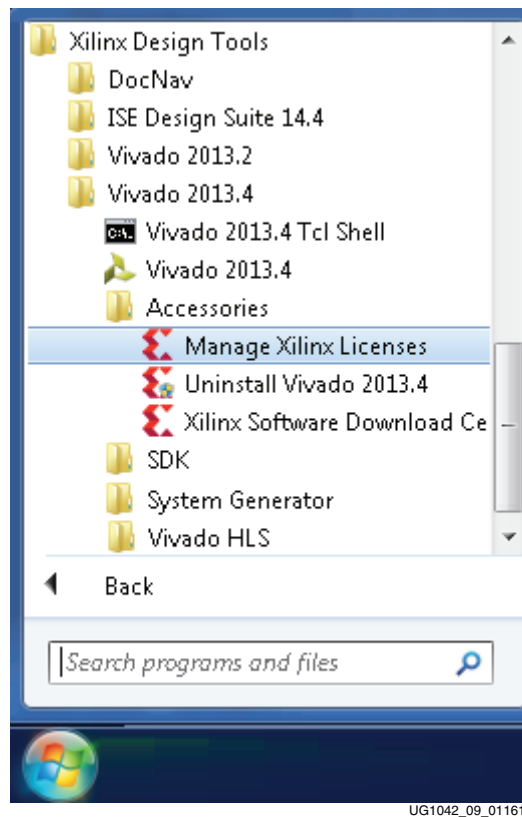 Xilinx Design Tools
DocNav
ISE Design Suite 14.4
Vivado 2013.2
Vivado 2013.4
Vivado 2013.4 Tcl Shell
Vivado 2013.4
Accessories
Manage Xilinx Licenses
Uninstall Vivado 2013.4
Xilinx Software Download Ce
SDK
System Generator
Vivado HLS
Back
Search programs and files
UG1042_09_01161